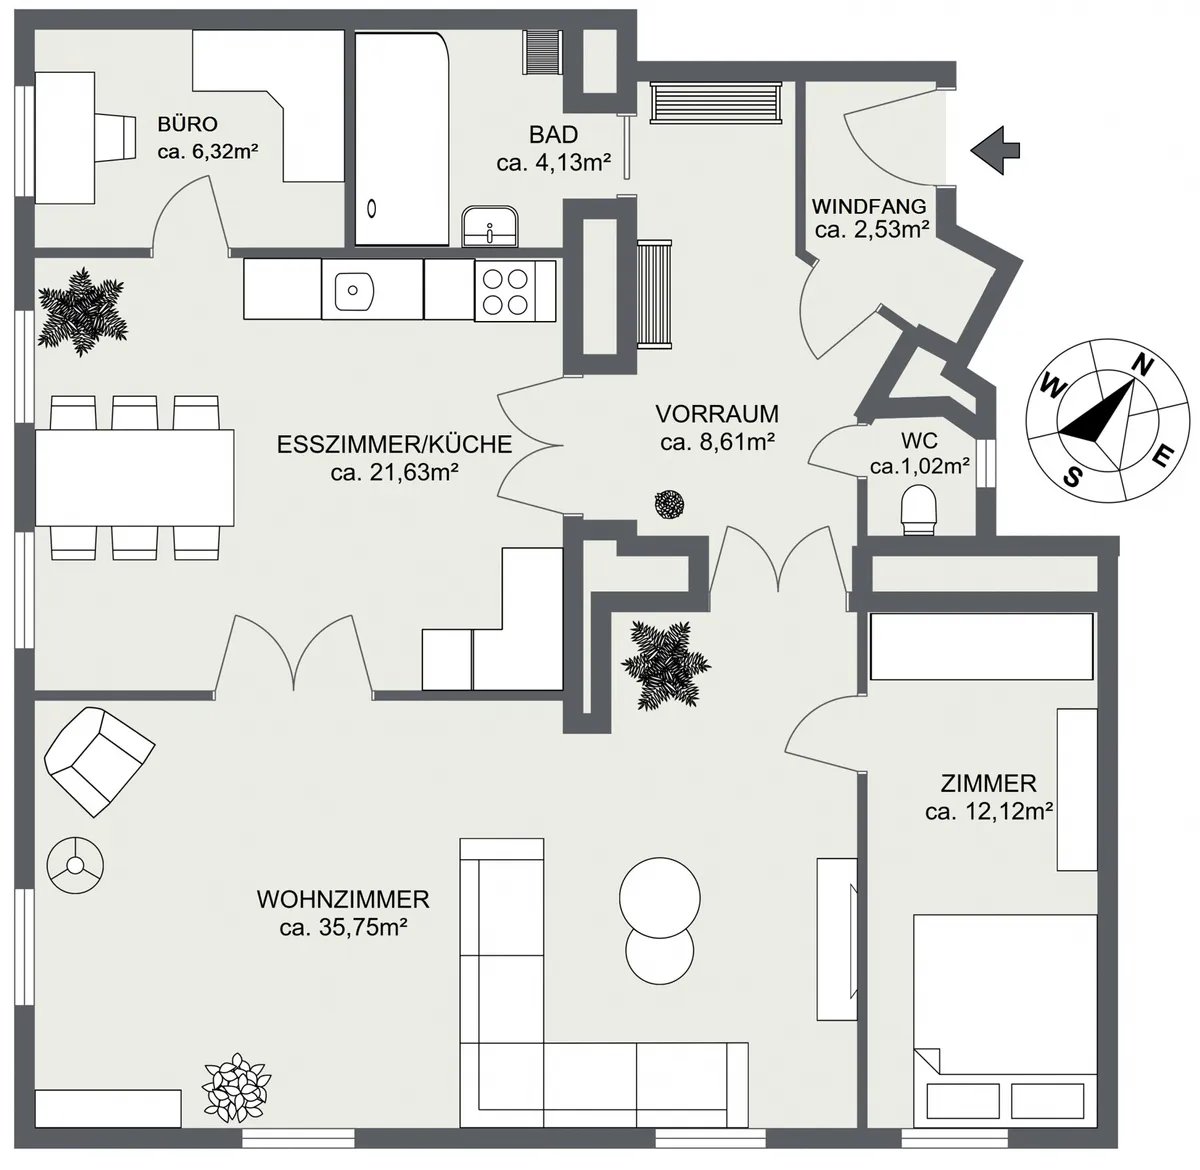 BÜRO
ca. 6,32m²
BAD
ca. 4,13m²
WINDFANG
ca. 2,53m²
ESSZIMMER/KÜCHE
ca. 21,63m²
VORRAUM
ca. 8,61m²
WC
ca.1,02m²
N
W
E
S
ZIMMER
ca. 12,12m²
WOHNZIMMER
ca. 35,75m²